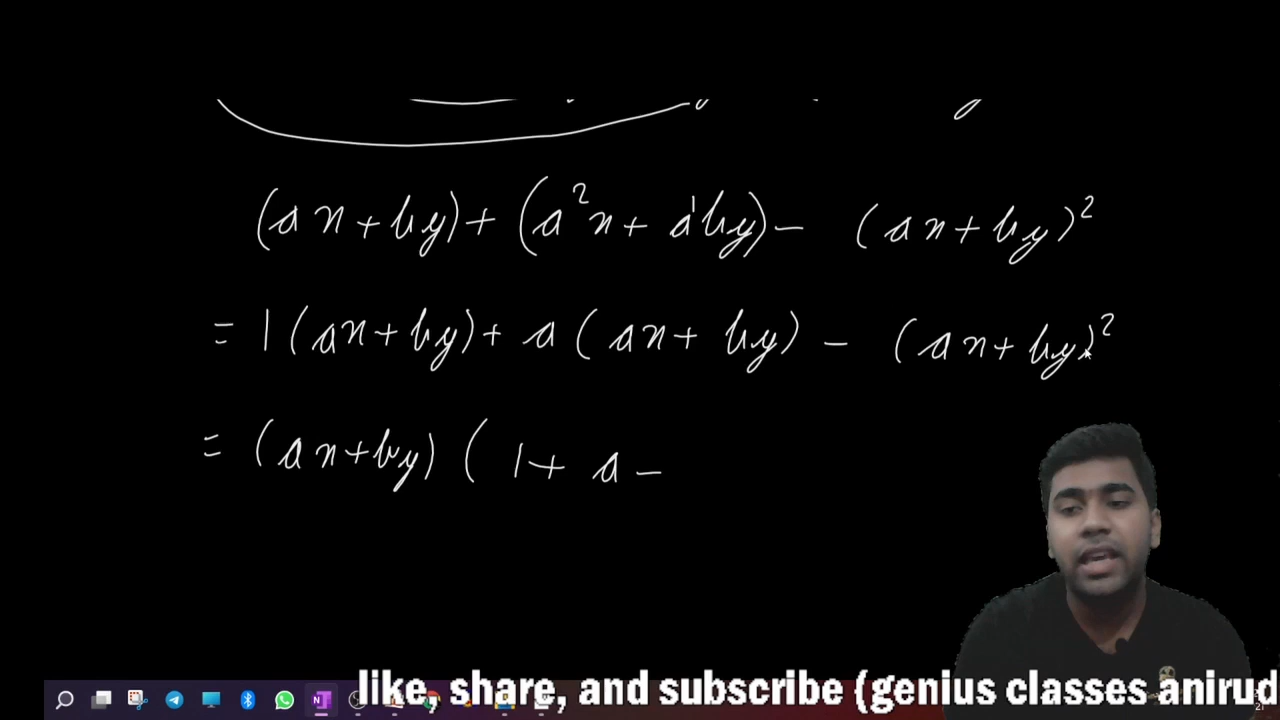 (ax+by)+(a²x+a'by)- (ax+by)²
= 1(ax+by)+ a(ax+by) - (ax+by)²
= (ax+by)( 1+ a -
like, share, and subscribe (genius classes anirud